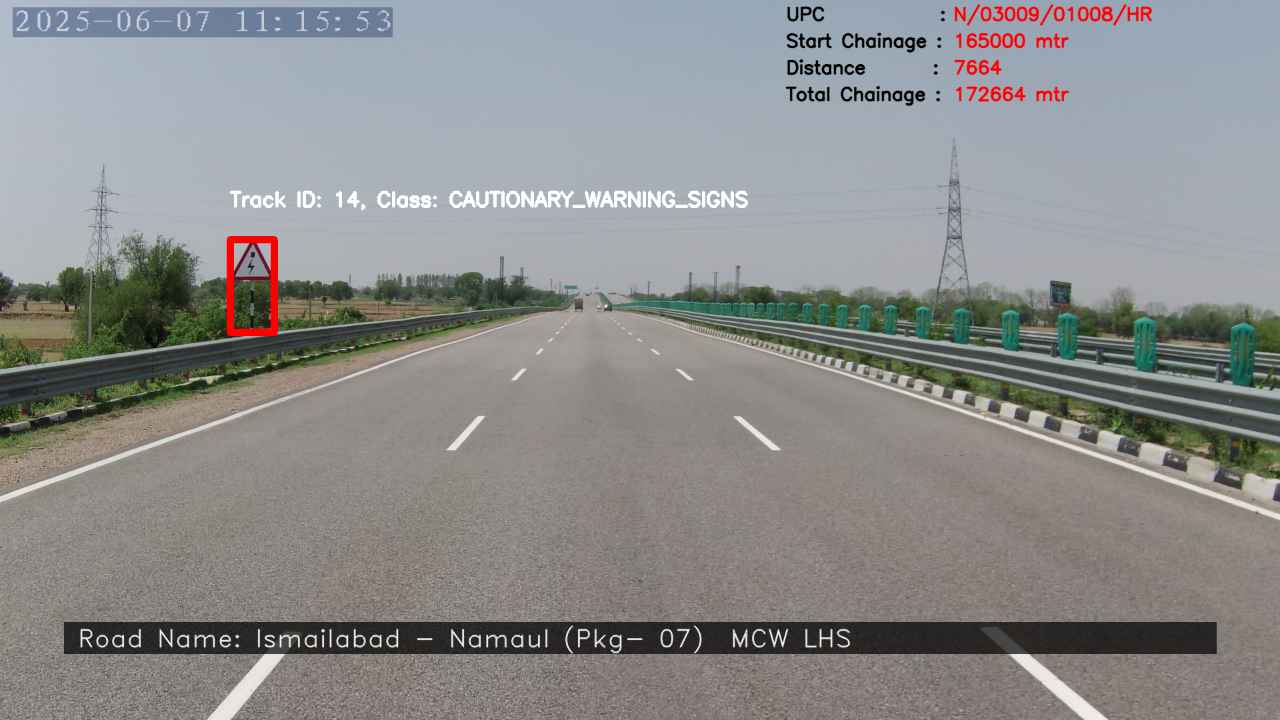 2025-06-07 11:15:53
UPC : N/03009/01008/HR
Start Chainage : 165000 mtr
Distance : 7664
Total Chainage : 172664 mtr
Track ID: 14, Class: CAUTIONARY_WARNING_SIGNS
Road Name: Ismailabad - Namaul (Pkg- 07) MCW LHS